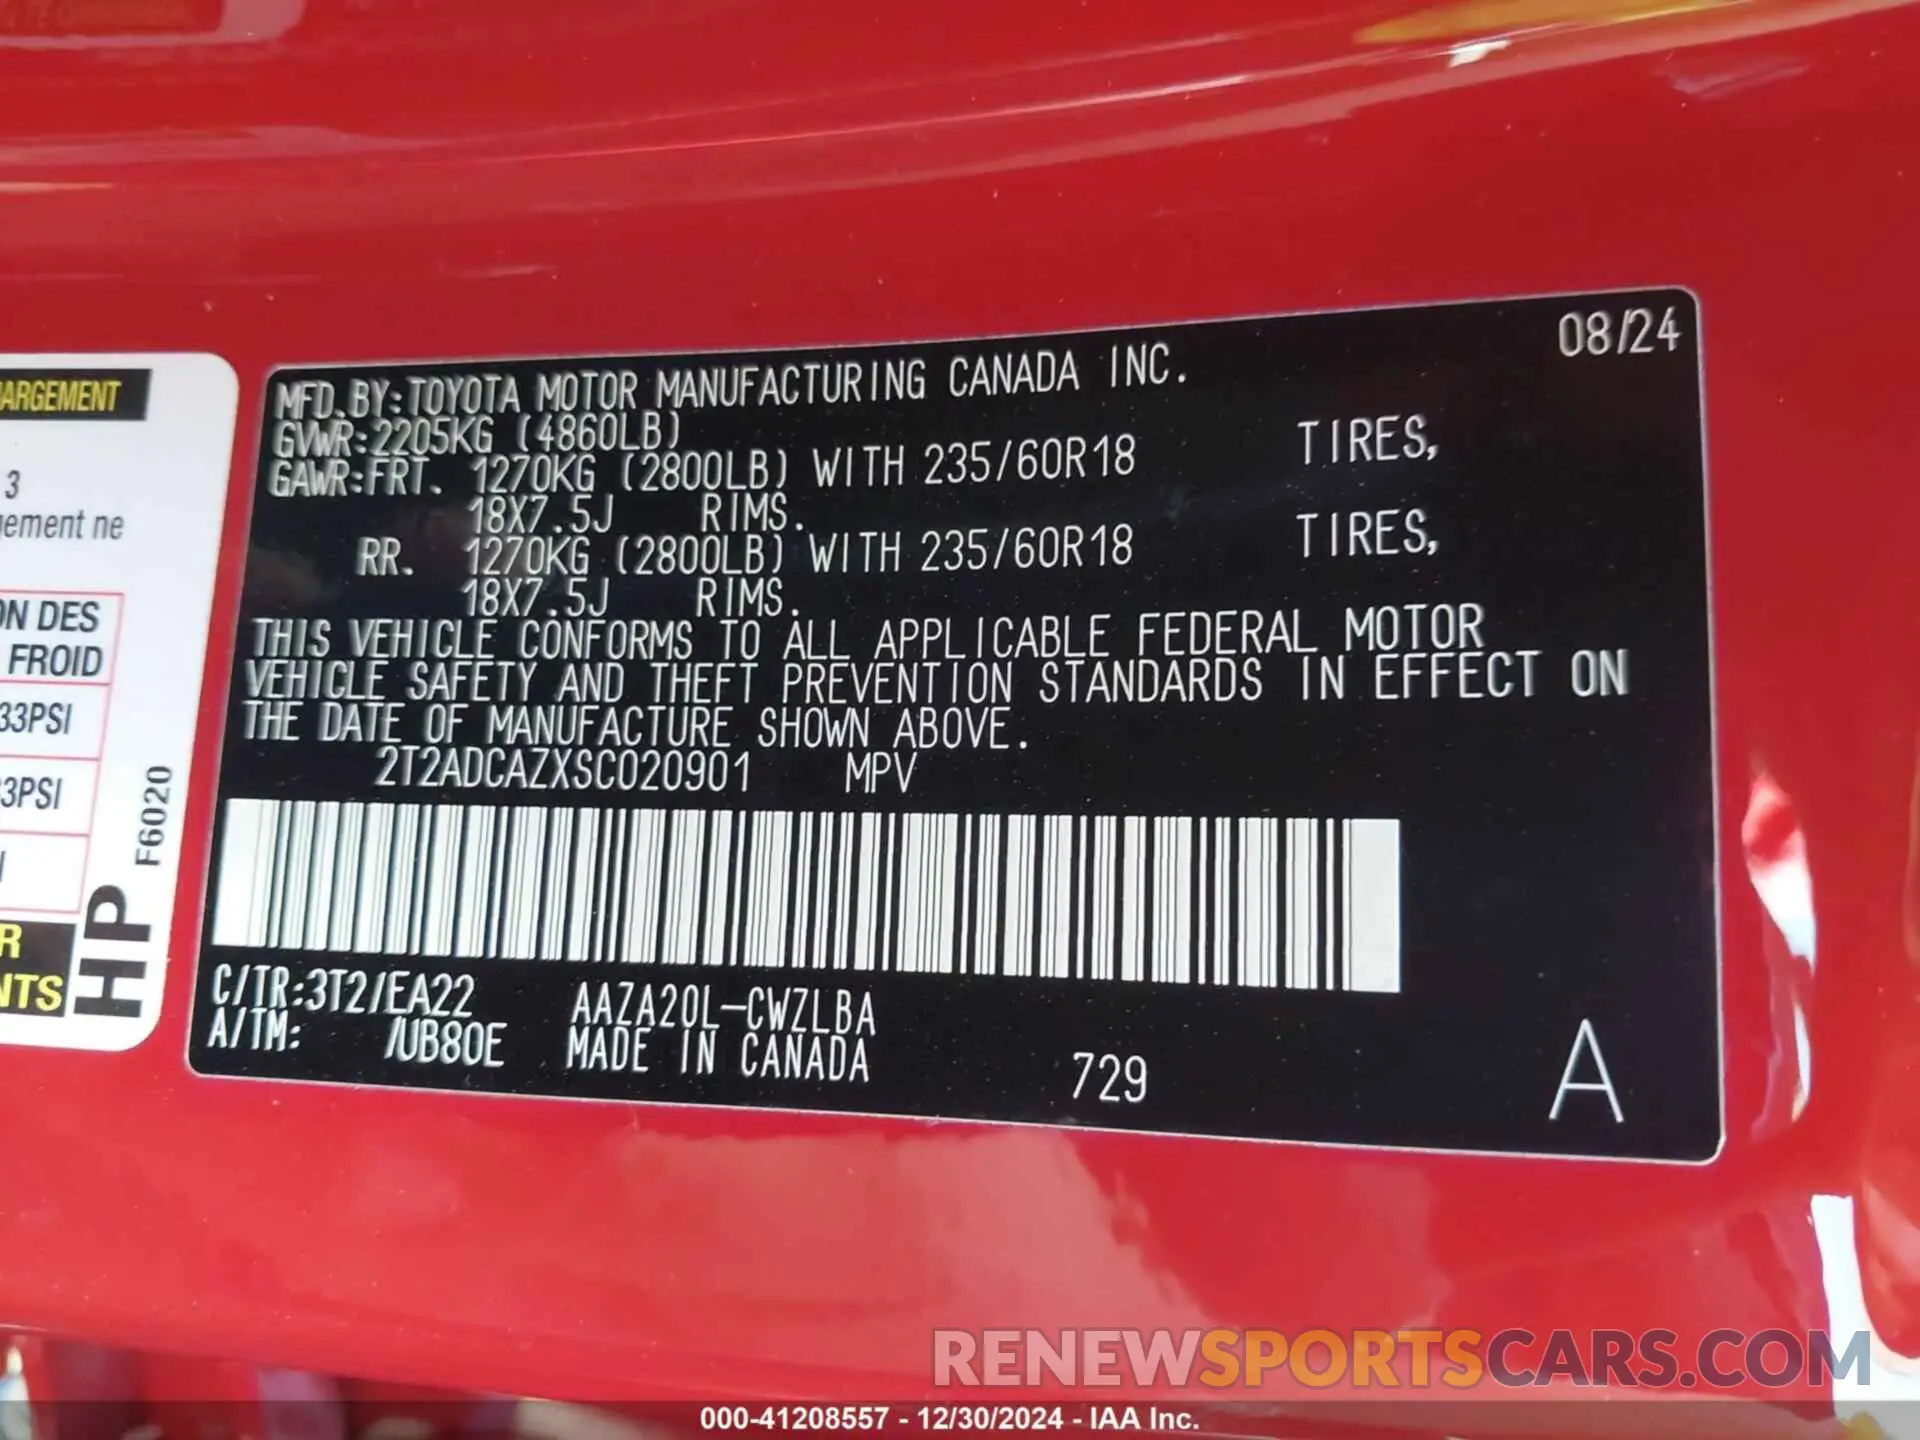 ARGEMENT
3
gement ne
ON DES
FROID
33PSI
3PSI
R
NTS
HP
F6020
08/24
MFD.BY:TOYOTA MOTOR MANUFACTURING CANADA INC.
GVWR:2205KG (4860LB)
GAWR:FRT. 1270KG (2800LB) WITH 235/60R18 TIRES,
18X7.5J RIMS.
RR. 1270KG (2800LB) WITH 235/60R18 TIRES,
18X7.5J RIMS.
THIS VEHICLE CONFORMS TO ALL APPLICABLE FEDERAL MOTOR
VEHICLE SAFETY AND THEFT PREVENTION STANDARDS IN EFFECT ON
THE DATE OF MANUFACTURE SHOWN ABOVE.
2T2ADCAZXSC020901 MPV
C/TR:3T2/EA22 AAZA20L-CWZLBA
A/TM: /UB80E MADE IN CANADA 729 A
RENEWSPORTSCARS.COM
000-41208557 - 12/30/2024 - IAA Inc.